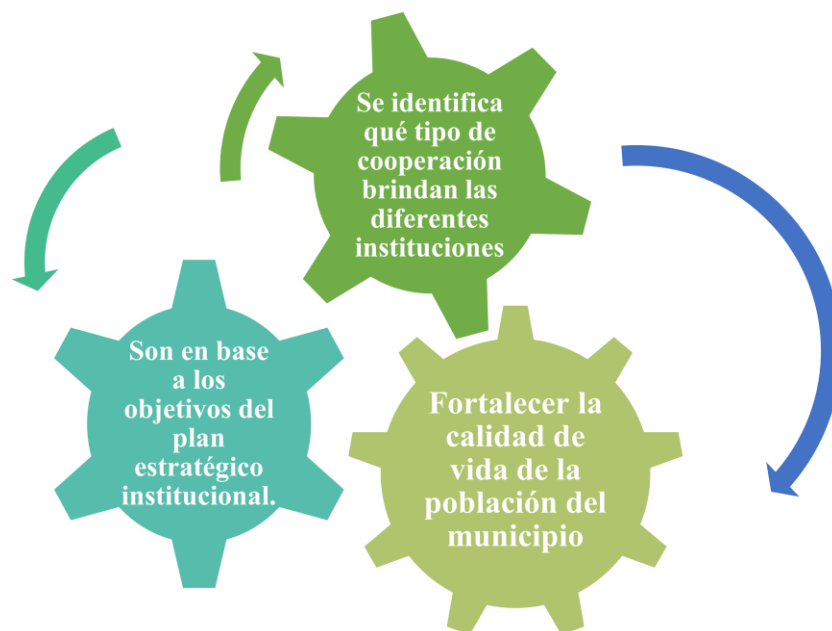 Se identifica
qué tipo de
cooperación
brindan las
diferentes
instituciones
Son en base
a los
objetivos del
plan
estratégico
institucional.
Fortalecer la
calidad de
vida de la
población del
municipio